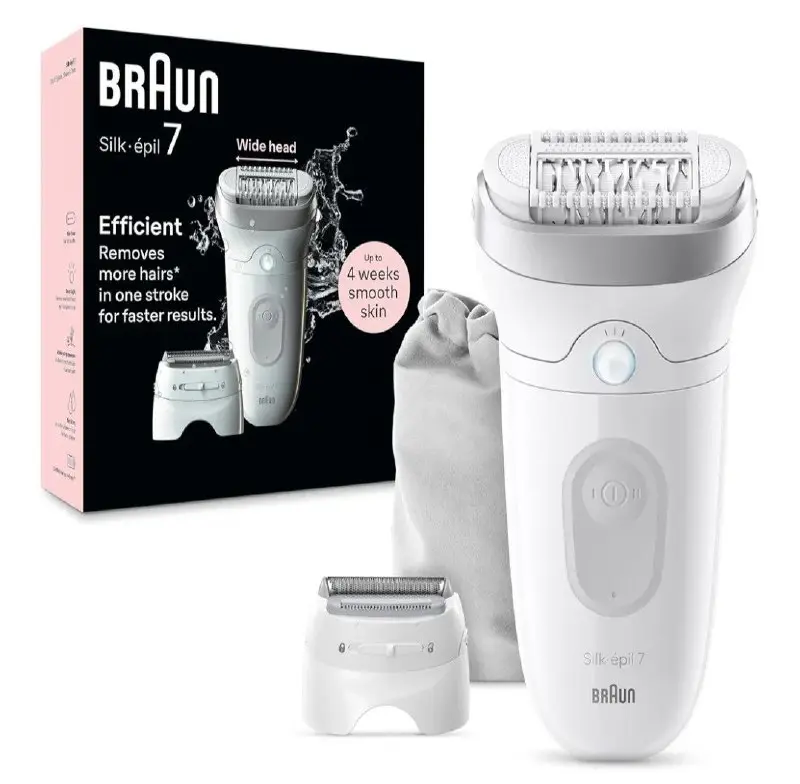 BRAUN
Silk·épil 7
Wide head
Efficient
Removes
more hairs*
in one stroke
for faster results.
Up to
4 weeks
smooth
skin
BRAUN
Silk·épil 7
BRAUN